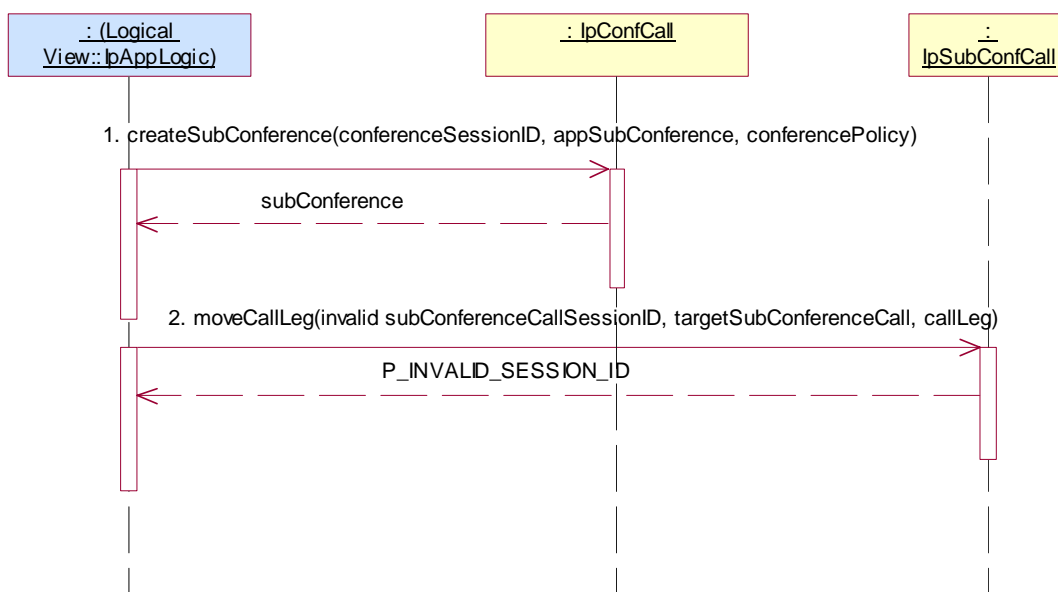 : (Logical
View::IpAppLogic)
: IpConfCall
:
IpSubConfCall
1. createSubConference(conferenceSessionID, appSubConference, conferencePolicy)
subConference
2. moveCallLeg(invalid subConferenceCallSessionID, targetSubConferenceCall, callLeg)
P_INVALID_SESSION_ID